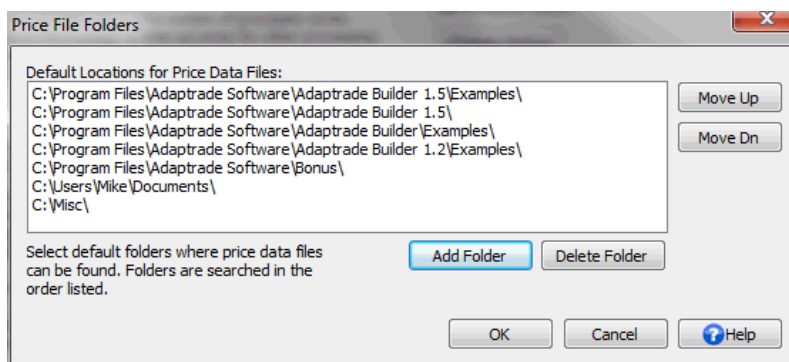 Price File Folders
Default Locations for Price Data Files:
C:\Program Files\Adaptrade Software\Adaptrade Builder 1.5\Examples\
C:\Program Files\Adaptrade Software\Adaptrade Builder 1.5\
C:\Program Files\Adaptrade Software\Adaptrade Builder\Examples\
C:\Program Files\Adaptrade Software\Adaptrade Builder 1.2\Examples\
C:\Program Files\Adaptrade Software\Bonus\
C:\Users\Mike\Documents\
C:\Misc\
Move Up
Move Dn
Select default folders where price data files
can be found. Folders are searched in the
order listed.
Add Folder
Delete Folder
OK
Cancel
Help